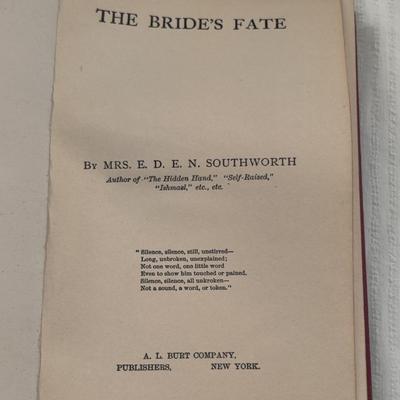 THE BRIDE'S FATE
By MRS. E. D. E. N. SOUTHWORTH
Author of "The Hidden Hand," "Self-Raised,"
"Ishmael," etc., etc.
"Silence, silence, still, unstirred—
Long, unbroken, unexplained;
Not one word, one little word
Even to show him touched or pained.
Silence, silence, all unkroken—
Not a sound, a word, or token."
A. L. BURT COMPANY,
PUBLISHERS, NEW YORK.